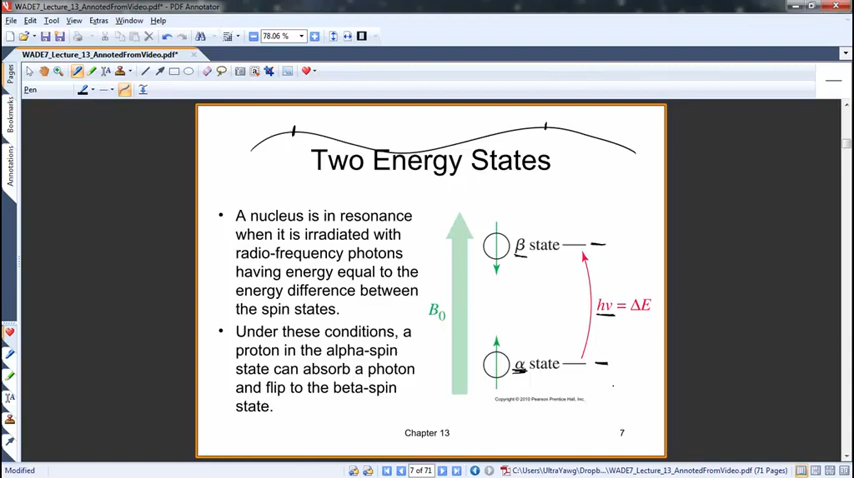 WADE7_Lecture_13_AnnotatedFromVideo.pdf* - PDF Annotator
File Edit Tool View Extras Window Help
78.06 %
WADE7_Lecture_13_AnnotatedFromVideo.pdf*
Pen
Pages
Bookmarks
Annotations
Two Energy States
• A nucleus is in resonance
when it is irradiated with
radio-frequency photons
having energy equal to the
energy difference between
the spin states.
• Under these conditions, a
proton in the alpha-spin
state can absorb a photon
and flip to the beta-spin
state.
B0
β state
hν = ΔE
α state
Copyright © 2010 Pearson Prentice Hall, Inc.
Chapter 13
7
Modified
7 of 71
C:\Users\UltraYawg\Dropb...WADE7_Lecture_13_AnnotatedFromVideo.pdf (71 Pages)